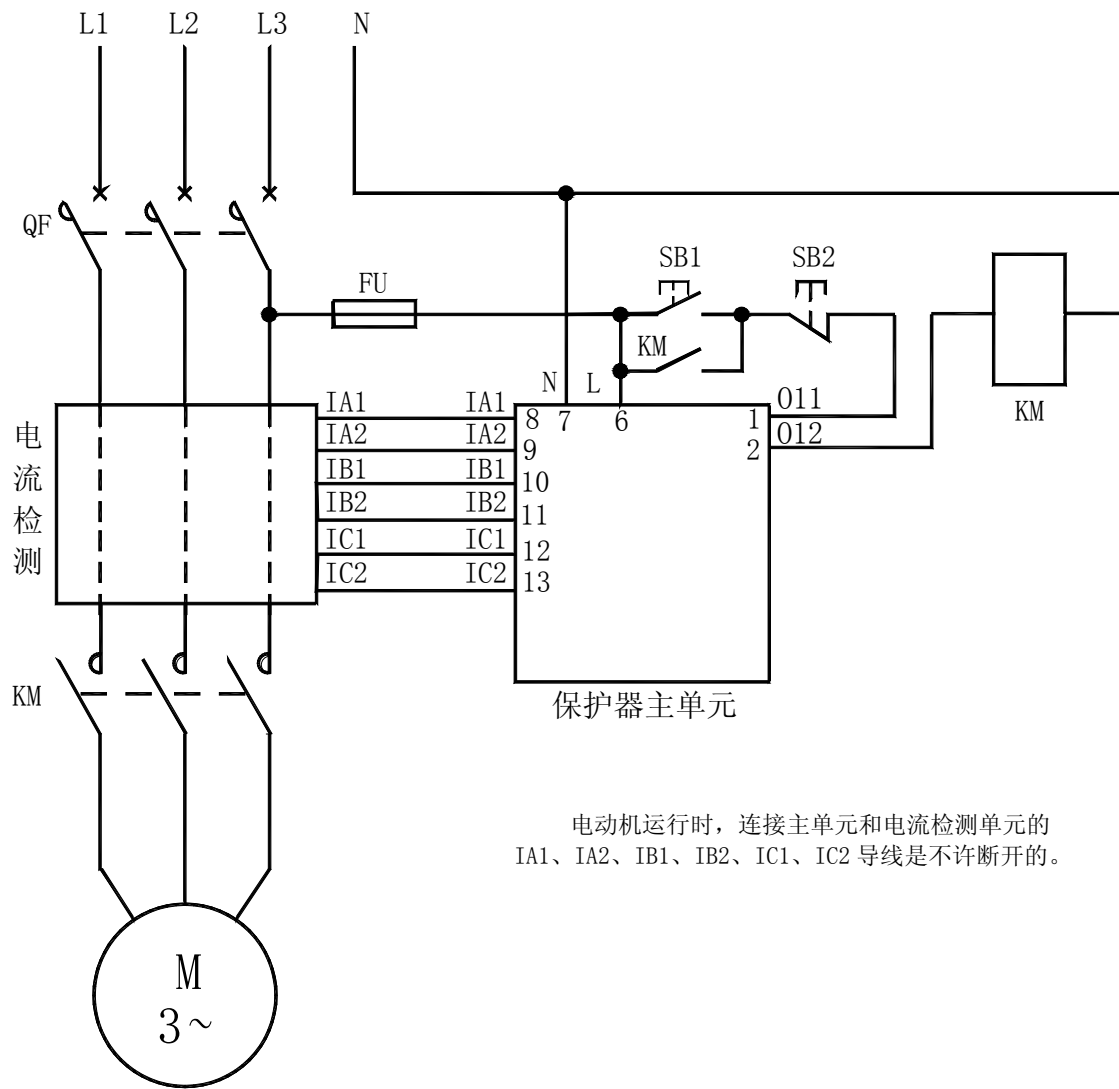 L1 L2 L3 N
QF
FU
SB1
SB2
KM
KM
N L
IA1 IA1 8 7 6 1 O11
IA2 IA2 9 2 O12
IB1 IB1 10
IB2 IB2 11
IC1 IC1 12
IC2 IC2 13
电流检测
KM
保护器主单元
电动机运行时，连接主单元和电流检测单元的
IA1、IA2、IB1、IB2、IC1、IC2 导线是不许断开的。
M
3~